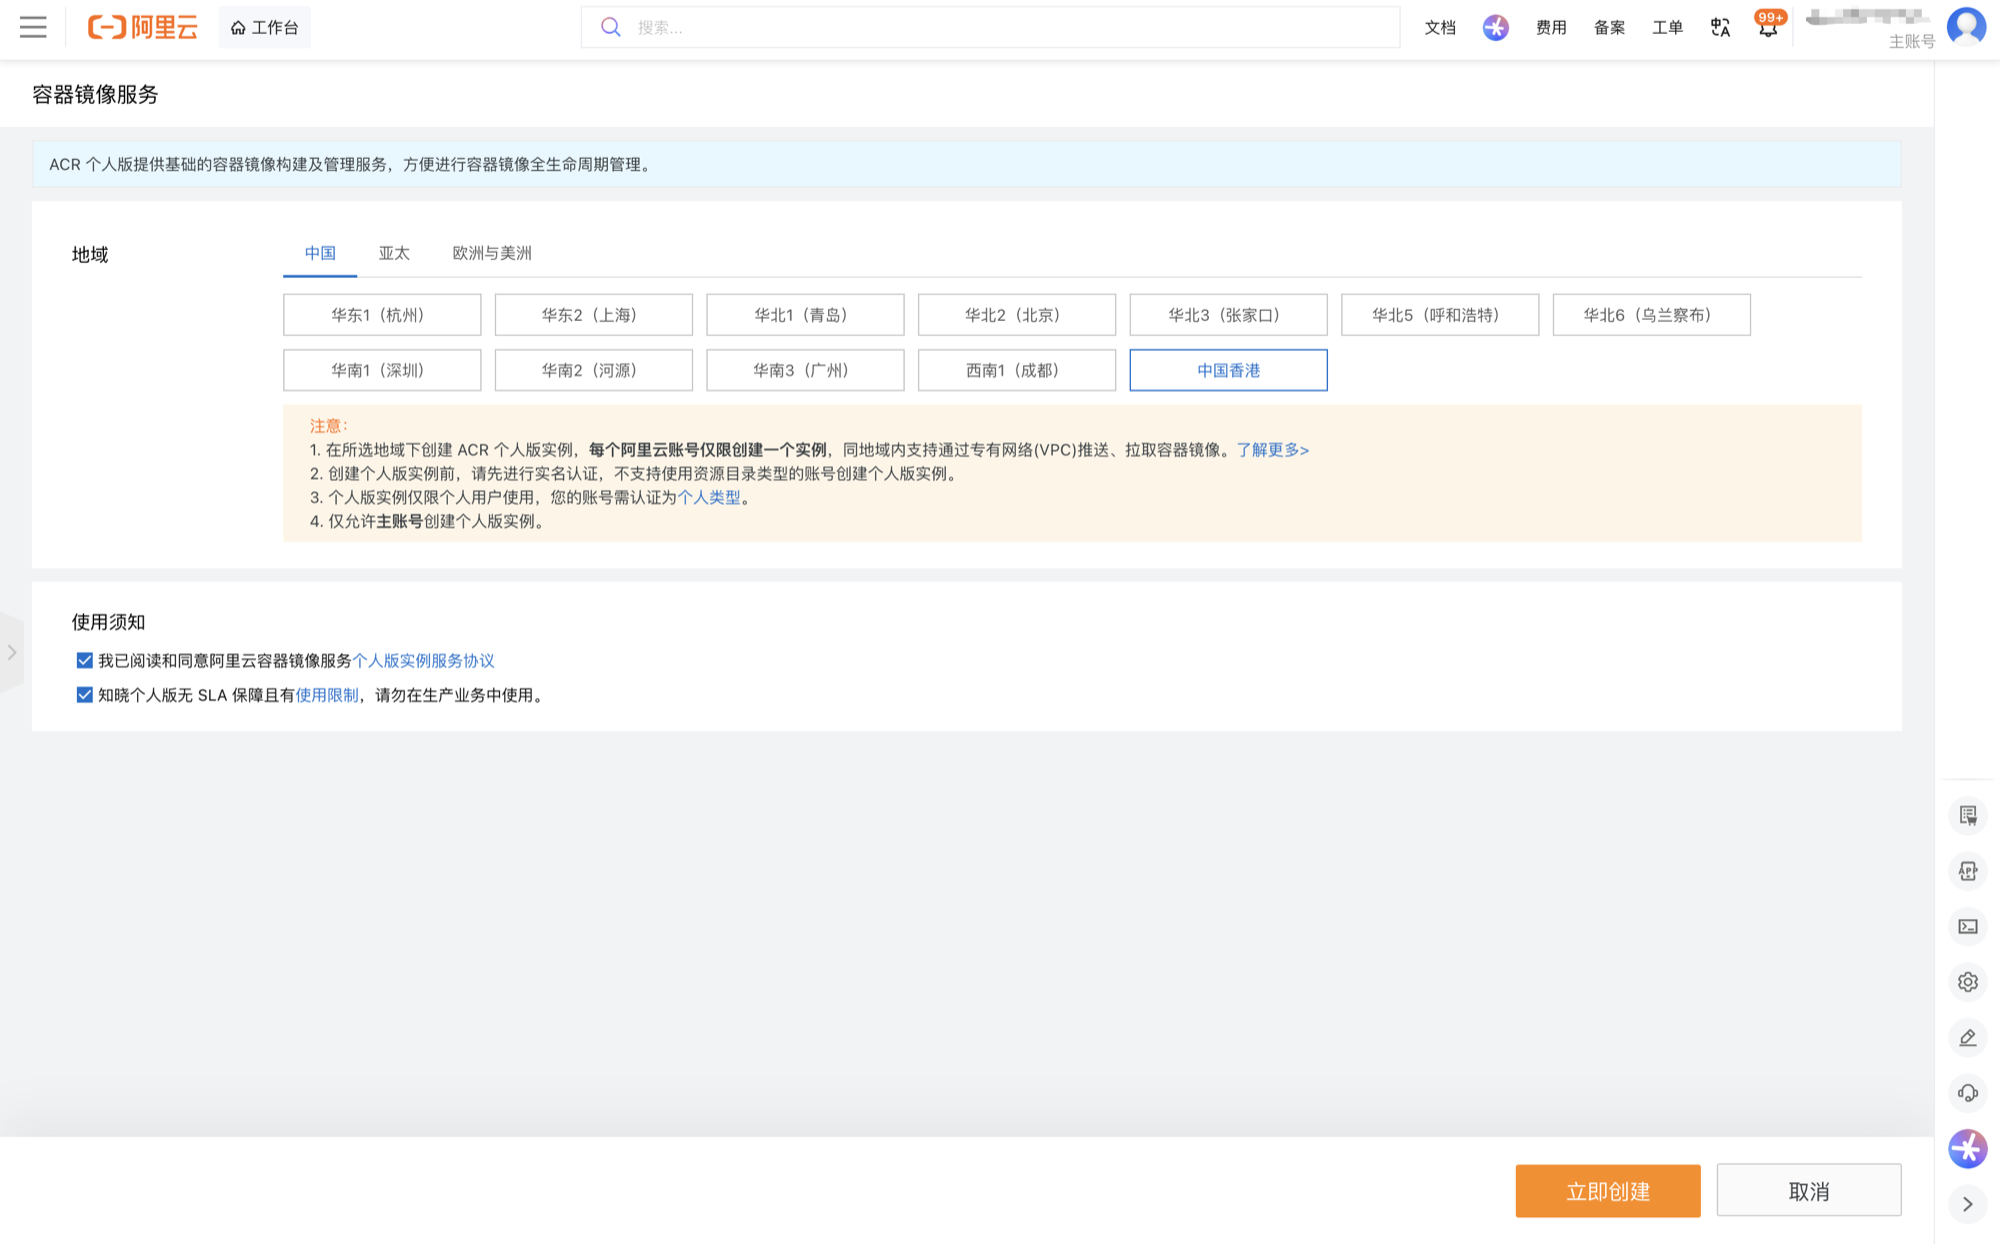 阿里云
工作台
搜索...
文档
费用
备案
工单
99+
主账号
容器镜像服务
ACR 个人版提供基础的容器镜像构建及管理服务，方便进行容器镜像全生命周期管理。
地域
中国
亚太
欧洲与美洲
华东1（杭州）
华东2（上海）
华北1（青岛）
华北2（北京）
华北3（张家口）
华北5（呼和浩特）
华北6（乌兰察布）
华南1（深圳）
华南2（河源）
华南3（广州）
西南1（成都）
中国香港
注意：
1. 在所选地域下创建 ACR 个人版实例，每个阿里云账号仅限创建一个实例，同地域内支持通过专有网络(VPC)推送、拉取容器镜像。了解更多>
2. 创建个人版实例前，请先进行实名认证，不支持使用资源目录类型的账号创建个人版实例。
3. 个人版实例仅限个人用户使用，您的账号需认证为个人类型。
4. 仅允许主账号创建个人版实例。
使用须知
我已阅读和同意阿里云容器镜像服务个人版实例服务协议
知晓个人版无 SLA 保障且有使用限制，请勿在生产业务中使用。
立即创建
取消